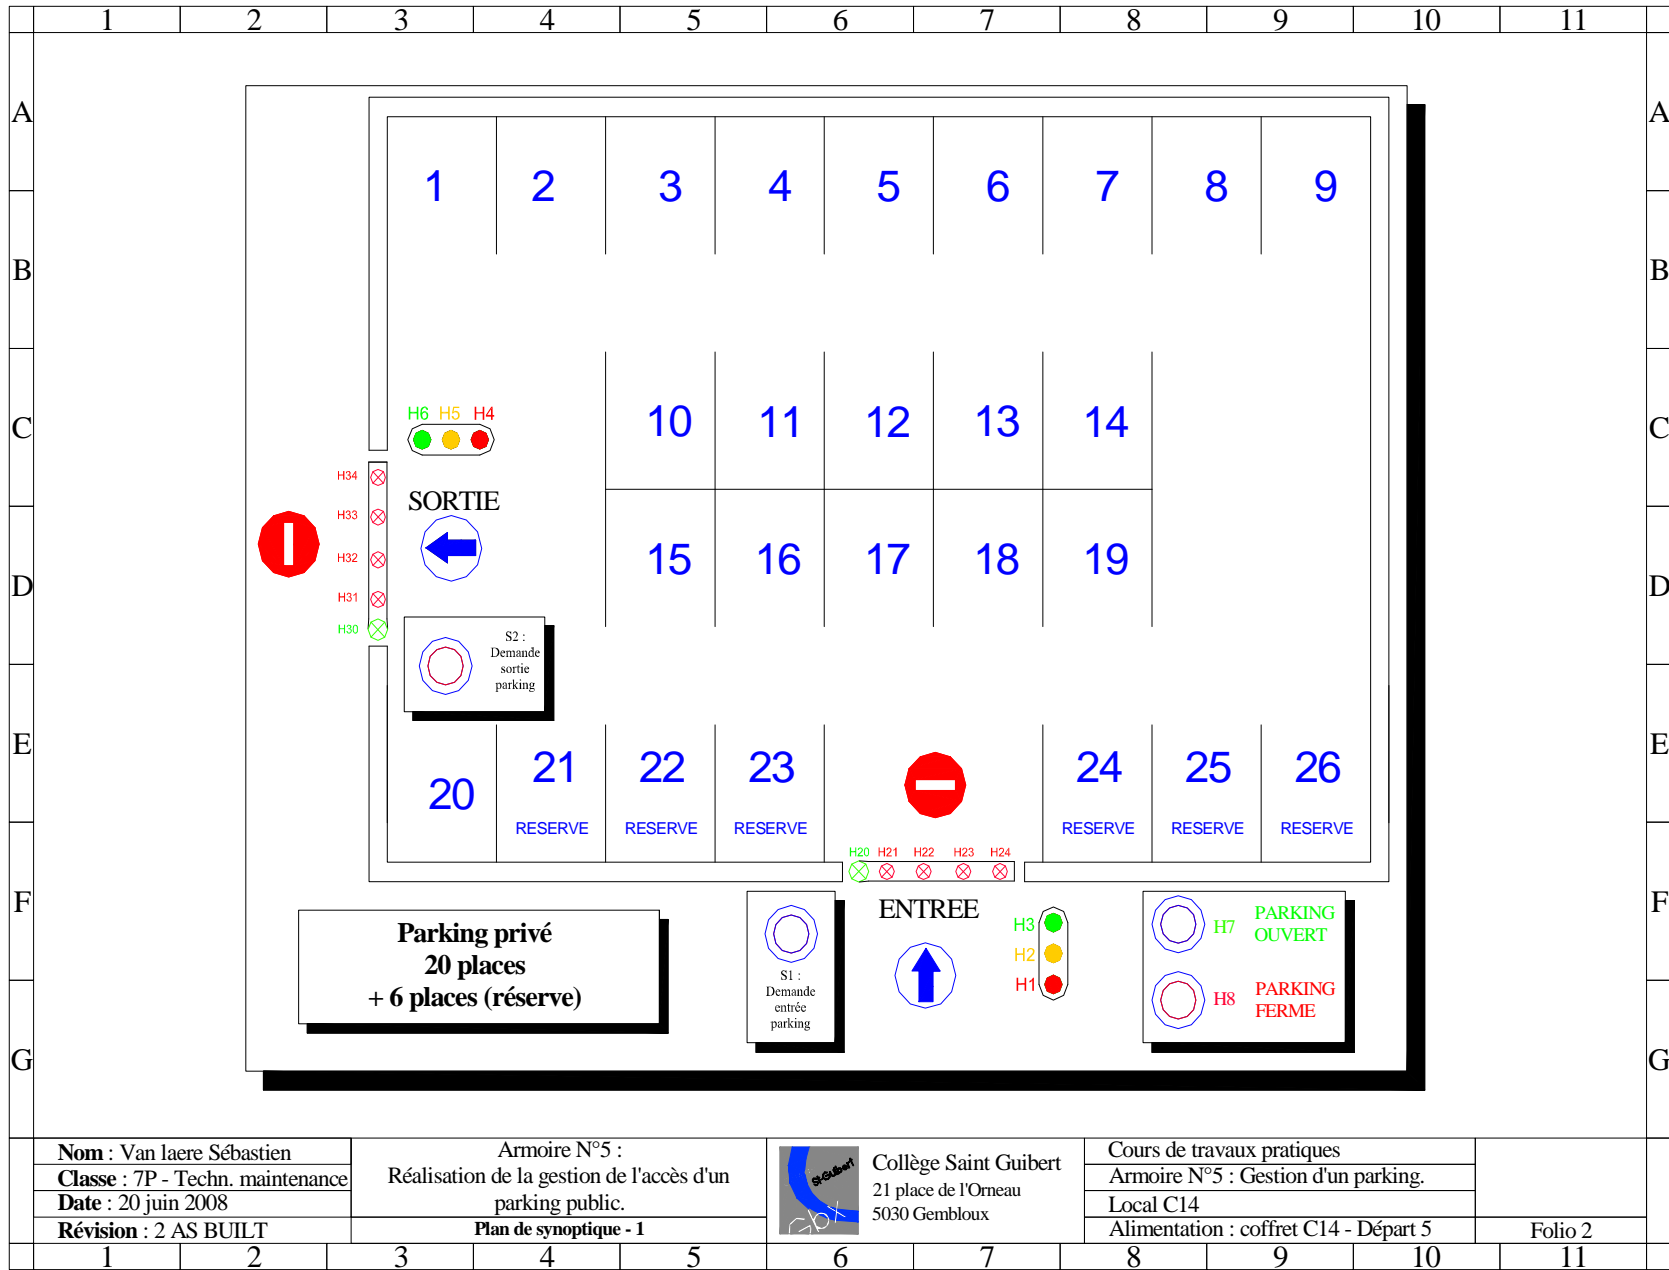 1 2 3 4 5 6 7 8 9 10 11
A A
1 2 3 4 5 6 7 8 9
B B
H6 H5 H4
10 11 12 13 14
C C
H34
SORTIE
H33
H32
15 16 17 18 19
D D
H31
H30
S2 :
Demande
sortie
parking
E E
20 21 22 23 24 25 26
RESERVE RESERVE RESERVE RESERVE RESERVE RESERVE
H20 H21 H22 H23 H24
F F
ENTREE
Parking privé
20 places
+ 6 places (réserve)
S1 :
Demande
entrée
parking
H3
H2
H1
H7 PARKING
OUVERT
H8 PARKING
FERME
G G
Nom : Van laere Sébastien
Classe : 7P - Techn. maintenance
Date : 20 juin 2008
Révision : 2 AS BUILT
Armoire N°5 :
Réalisation de la gestion de l'accès d'un
parking public.
Plan de synoptique - 1
St-Guibert
Gbx
Collège Saint Guibert
21 place de l'Orneau
5030 Gembloux
Cours de travaux pratiques
Armoire N°5 : Gestion d'un parking.
Local C14
Alimentation : coffret C14 - Départ 5
Folio 2
1 2 3 4 5 6 7 8 9 10 11